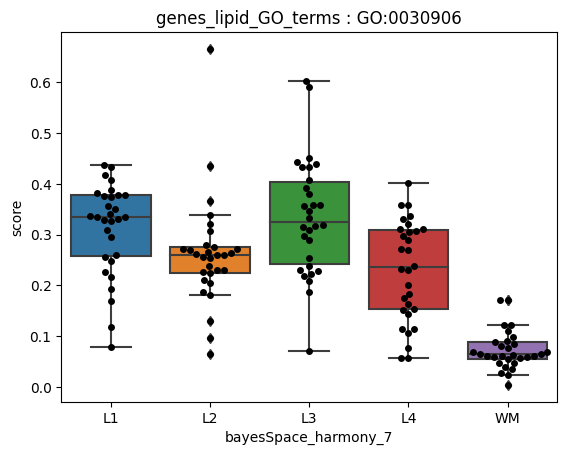 genes_lipid_GO_terms : GO:0030906
0.6
0.5
0.4
0.3
0.2
0.1
0.0
score
L1 L2 L3 L4 WM
bayesSpace_harmony_7